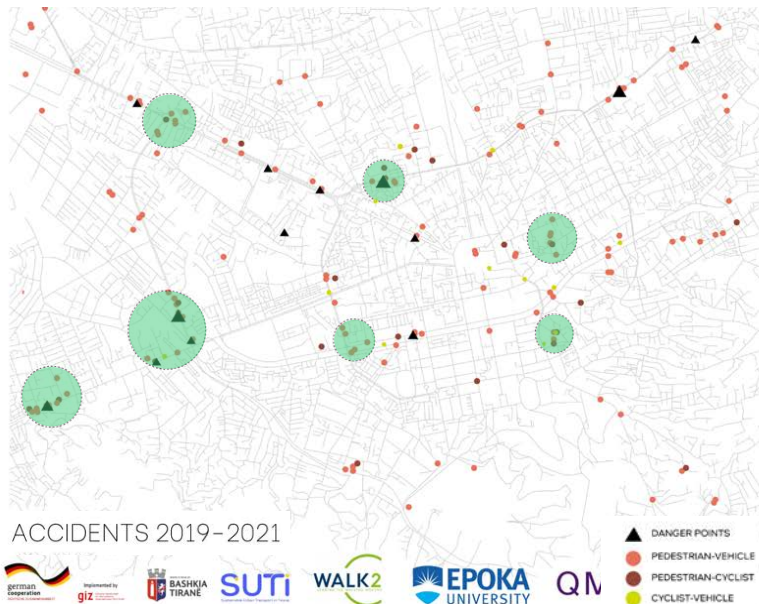 ACCIDENTS 2019-2021
DANGER POINTS
PEDESTRIAN-VEHICLE
PEDESTRIAN-CYCLIST
CYCLIST-VEHICLE
german
cooperation
Implemented by
giz
BASHKIA
TIRANË
SUTi
WALK2
EPOKA
UNIVERSITY